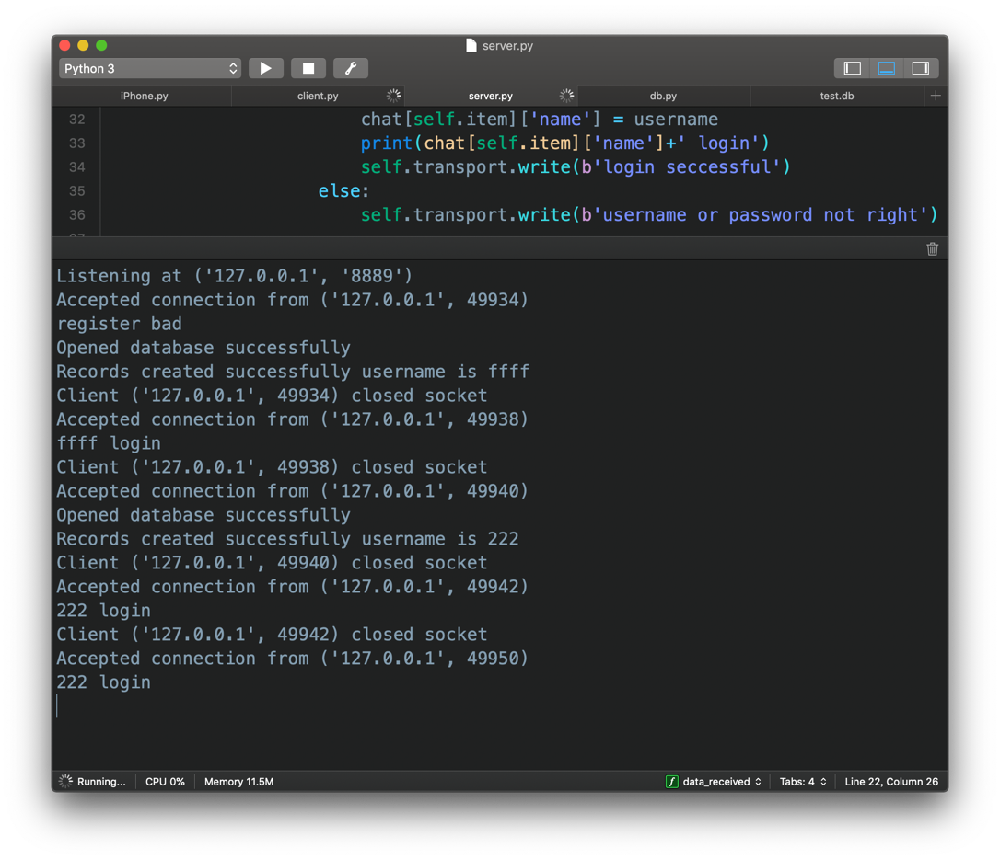 server.py
Python 3
iPhone.py client.py server.py db.py test.db +
32 chat[self.item]['name'] = username
33 print(chat[self.item]['name']+' login')
34 self.transport.write(b'login seccessful')
35 else:
36 self.transport.write(b'username or password not right')
Listening at ('127.0.0.1', '8889')
Accepted connection from ('127.0.0.1', 49934)
register bad
Opened database successfully
Records created successfully username is ffff
Client ('127.0.0.1', 49934) closed socket
Accepted connection from ('127.0.0.1', 49938)
ffff login
Client ('127.0.0.1', 49938) closed socket
Accepted connection from ('127.0.0.1', 49940)
Opened database successfully
Records created successfully username is 222
Client ('127.0.0.1', 49940) closed socket
Accepted connection from ('127.0.0.1', 49942)
222 login
Client ('127.0.0.1', 49942) closed socket
Accepted connection from ('127.0.0.1', 49950)
222 login
Running... CPU 0% Memory 11.5M f data_received Tabs: 4 Line 22, Column 26